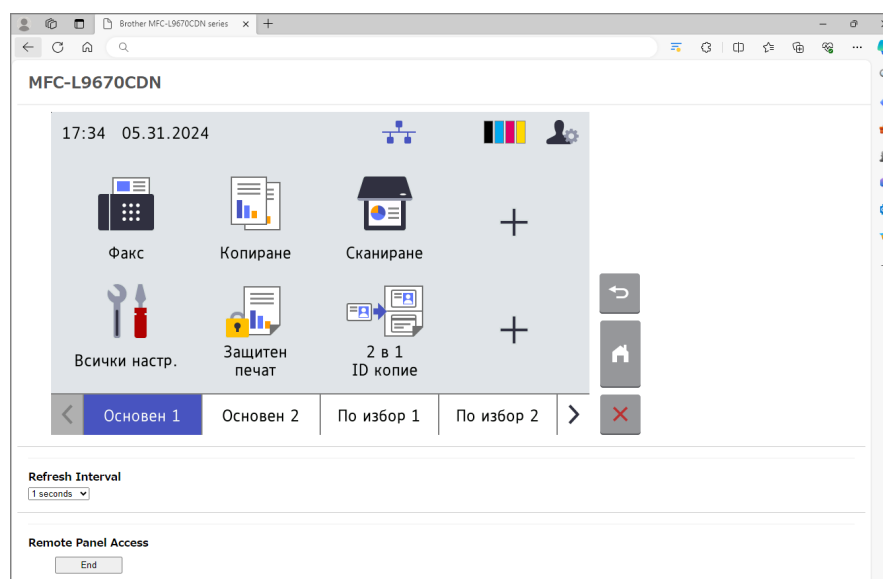 Brother MFC-L9670CDN series
MFC-L9670CDN
17:34 05.31.2024
Факс
Копиране
Сканиране
Всички настр.
Защитен
печат
2 в 1
ID копие
Основен 1
Основен 2
По избор 1
По избор 2
Refresh Interval
1 seconds
Remote Panel Access
End